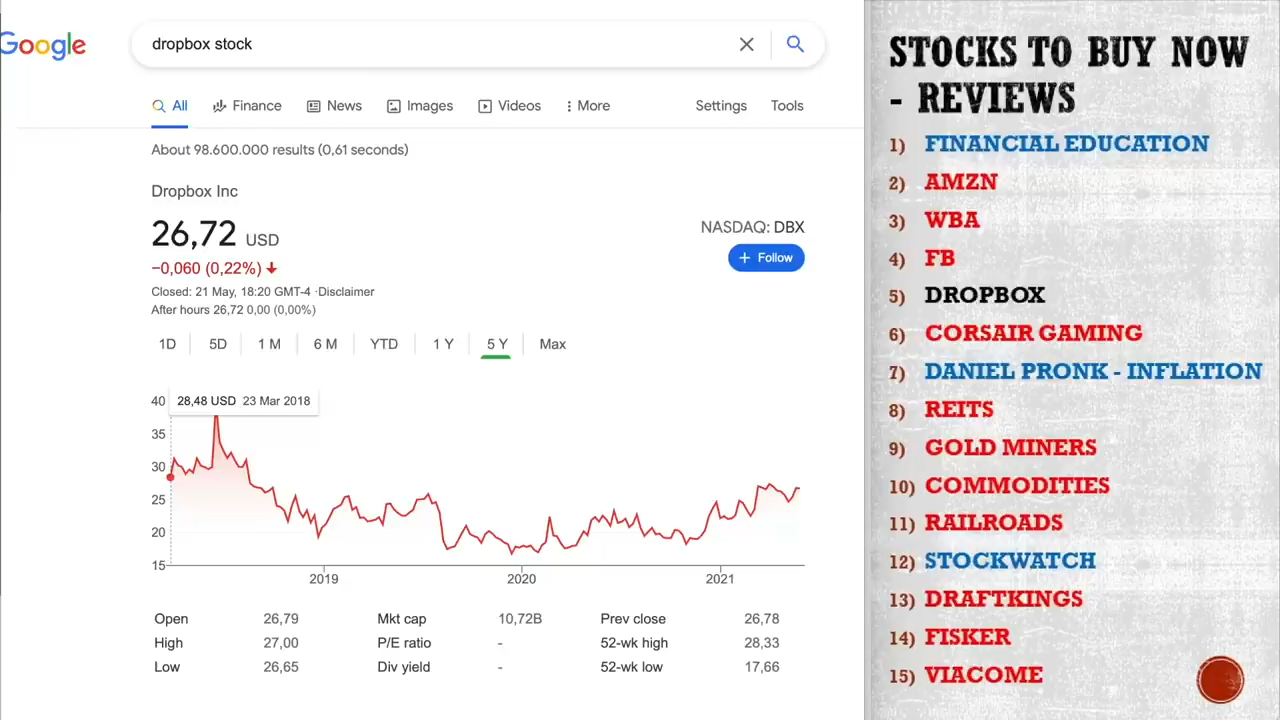 Google
dropbox stock
All Finance News Images Videos More Settings Tools
About 98.600.000 results (0,61 seconds)
Dropbox Inc
26,72 USD
NASDAQ: DBX
−0,060 (0,22%)
+ Follow
Closed: 21 May, 18:20 GMT-4 ·Disclaimer
After hours 26,72 0,00 (0,00%)
1D 5D 1 M 6 M YTD 1 Y 5 Y Max
28,48 USD 23 Mar 2018
40
35
30
25
20
15
2019 2020 2021
Open 26,79 Mkt cap 10,72B Prev close 26,78
High 27,00 P/E ratio - 52-wk high 28,33
Low 26,65 Div yield - 52-wk low 17,66
STOCKS TO BUY NOW
- REVIEWS
1) FINANCIAL EDUCATION
2) AMZN
3) WBA
4) FB
5) DROPBOX
6) CORSAIR GAMING
7) DANIEL PRONK - INFLATION
8) REITS
9) GOLD MINERS
10) COMMODITIES
11) RAILROADS
12) STOCKWATCH
13) DRAFTKINGS
14) FISKER
15) VIACOME